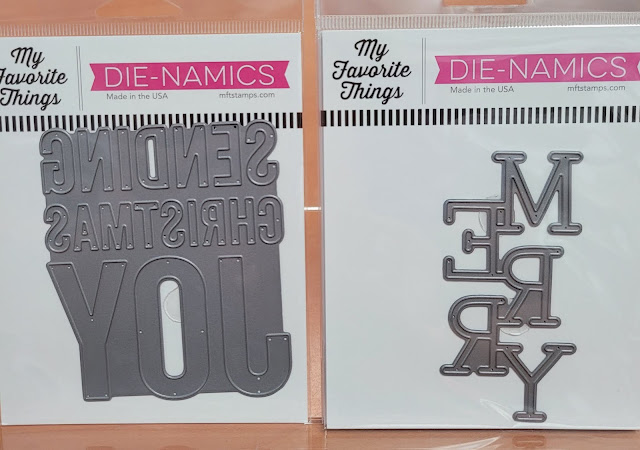 My
Favorite
Things
DIE-NAMICS
Made in the USA mftstamps.com
SENDING
CHRISTMAS
JOY
My
Favorite
Things
DIE-NAMICS
Made in the USA mftstamps.com
M
E
R
R
Y